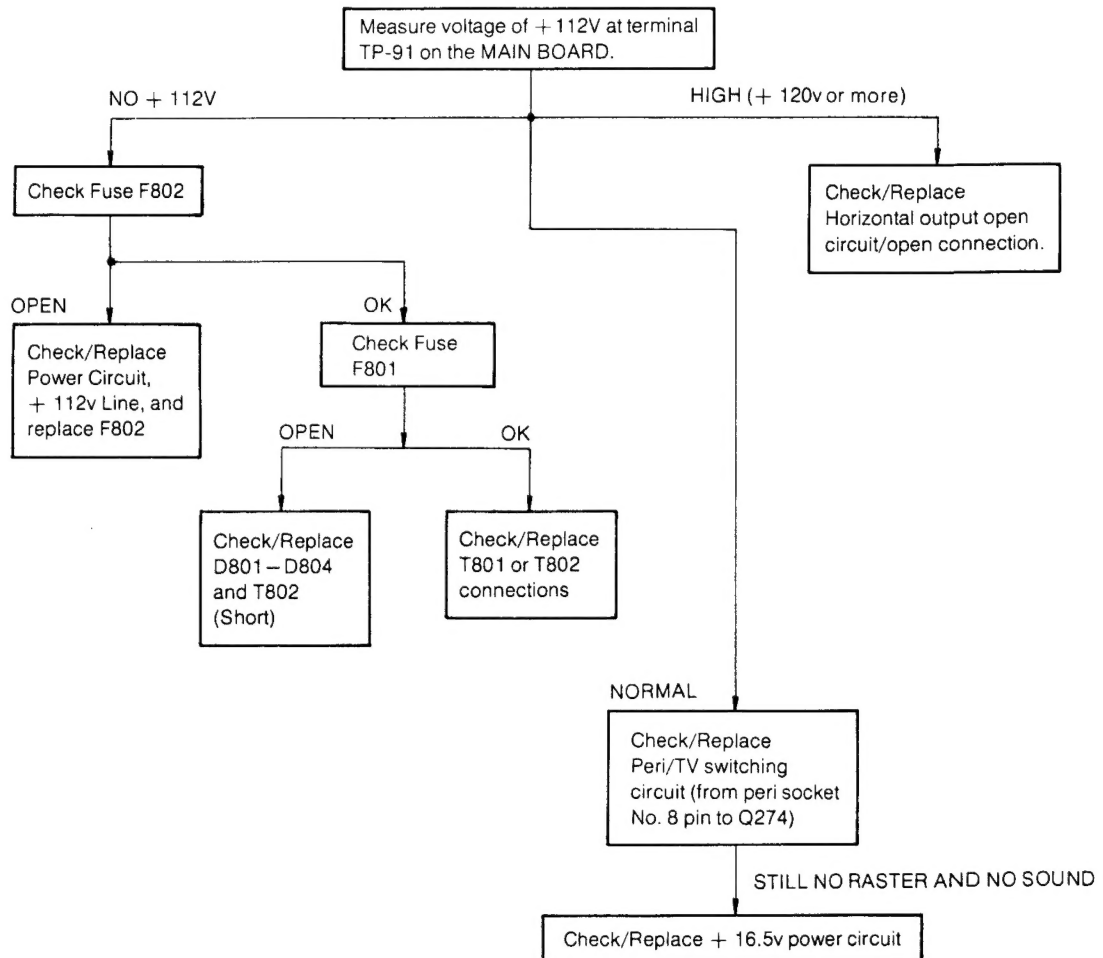 Measure voltage of + 112V at terminal
TP-91 on the MAIN BOARD.
NO + 112V
HIGH (+ 120v or more)
Check Fuse F802
Check/Replace
Horizontal output open
circuit/open connection.
OPEN
OK
Check/Replace
Power Circuit,
+ 112v Line, and
replace F802
Check Fuse
F801
OPEN
OK
Check/Replace
D801–D804
and T802
(Short)
Check/Replace
T801 or T802
connections
NORMAL
Check/Replace
Peri/TV switching
circuit (from peri socket
No. 8 pin to Q274)
STILL NO RASTER AND NO SOUND
Check/Replace + 16.5v power circuit